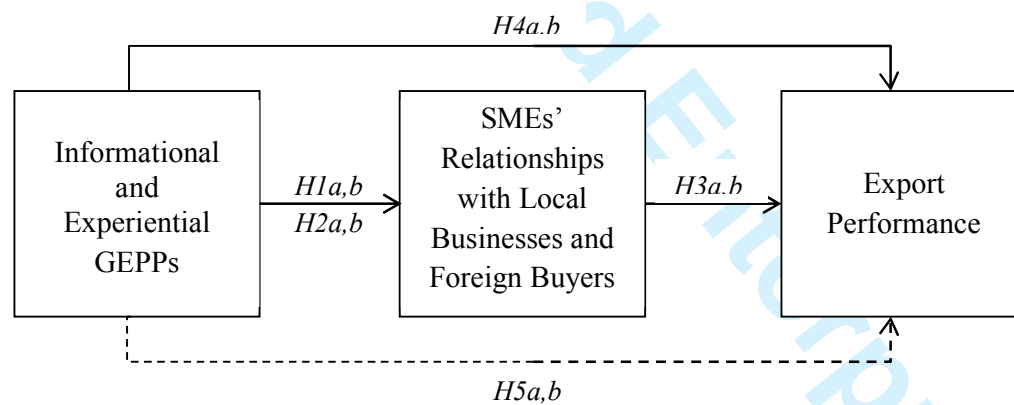 H4a,b
Informational
and
Experiential
GEPPs
H1a,b
H2a,b
SMEs’
Relationships
with Local
Businesses and
Foreign Buyers
H3a,b
Export
Performance
H5a,b
d Enterpr